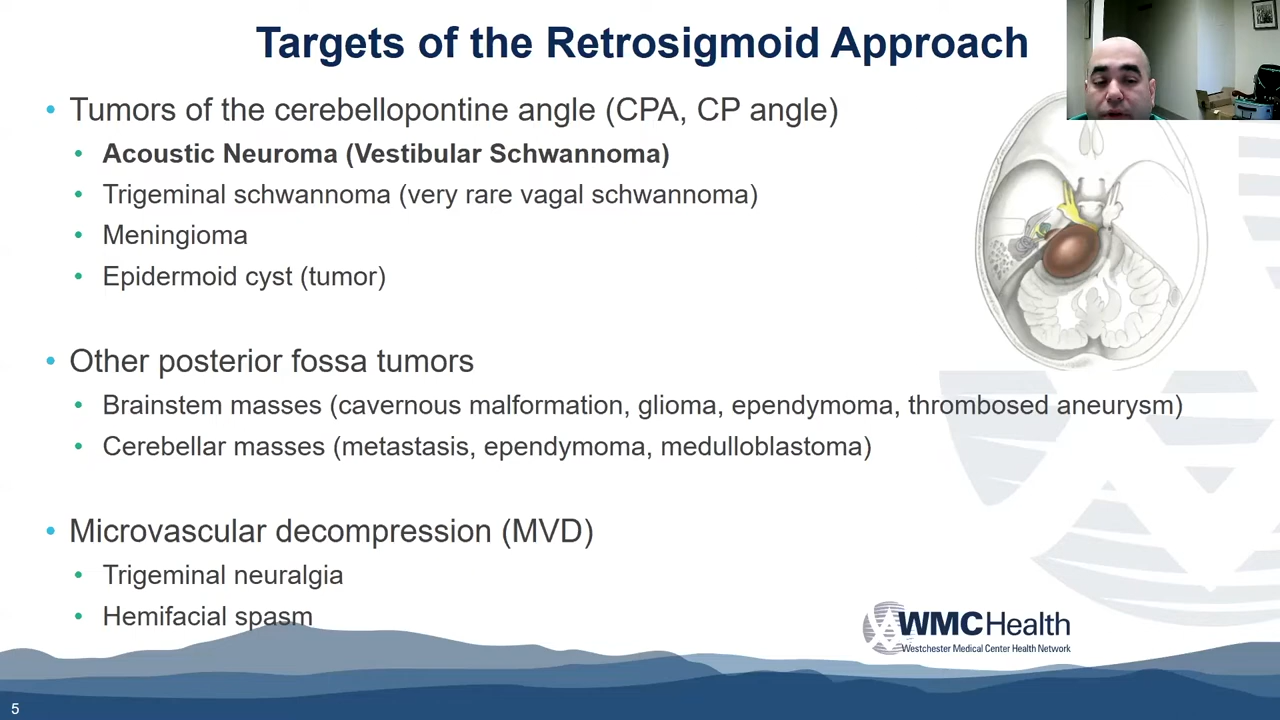 Targets of the Retrosigmoid Approach
• Tumors of the cerebellopontine angle (CPA, CP angle)
• Acoustic Neuroma (Vestibular Schwannoma)
• Trigeminal schwannoma (very rare vagal schwannoma)
• Meningioma
• Epidermoid cyst (tumor)
• Other posterior fossa tumors
• Brainstem masses (cavernous malformation, glioma, ependymoma, thrombosed aneurysm)
• Cerebellar masses (metastasis, ependymoma, medulloblastoma)
• Microvascular decompression (MVD)
• Trigeminal neuralgia
• Hemifacial spasm
WMCHealth
Westchester Medical Center Health Network
5